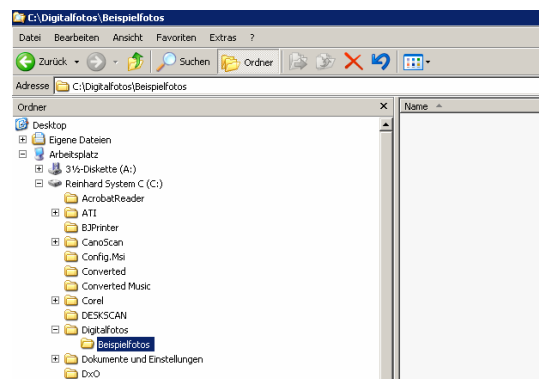 C:\Digitalfotos\Beispielfotos
Datei Bearbeiten Ansicht Favoriten Extras ?
Zurück Suchen Ordner
Adresse C:\Digitalfotos\Beispielfotos
Ordner x Name
Desktop
Eigene Dateien
Arbeitsplatz
3½-Diskette (A:)
Reinhard System C (C:)
AcrobatReader
ATI
BJPrinter
CanoScan
Config.Msi
Converted
Converted Music
Corel
DESKSCAN
Digitalfotos
Beispielfotos
Dokumente und Einstellungen
DxO